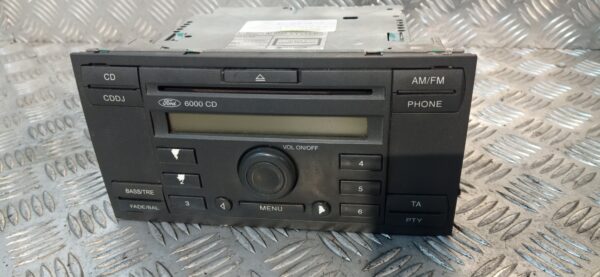 CD
AM/FM
CDDJ
PHONE
Ford 6000 CD
VOL ON/OFF
4
5
BASS/TRE
TA
FADE/BAL
3
MENU
6
PTY